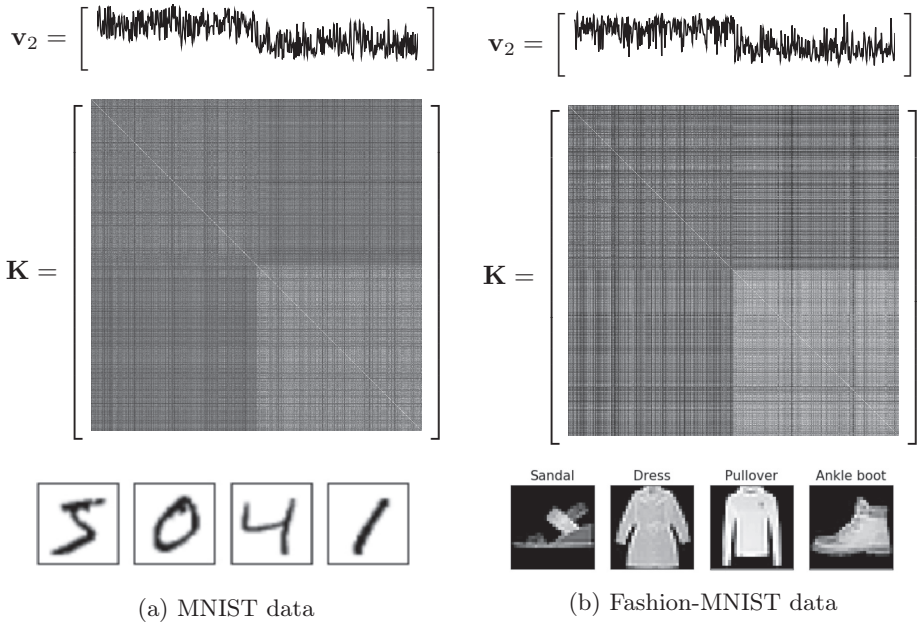 v₂ =
K =
5 0 4 1
(a) MNIST data
v₂ =
K =
Sandal Dress Pullover Ankle boot
(b) Fashion-MNIST data